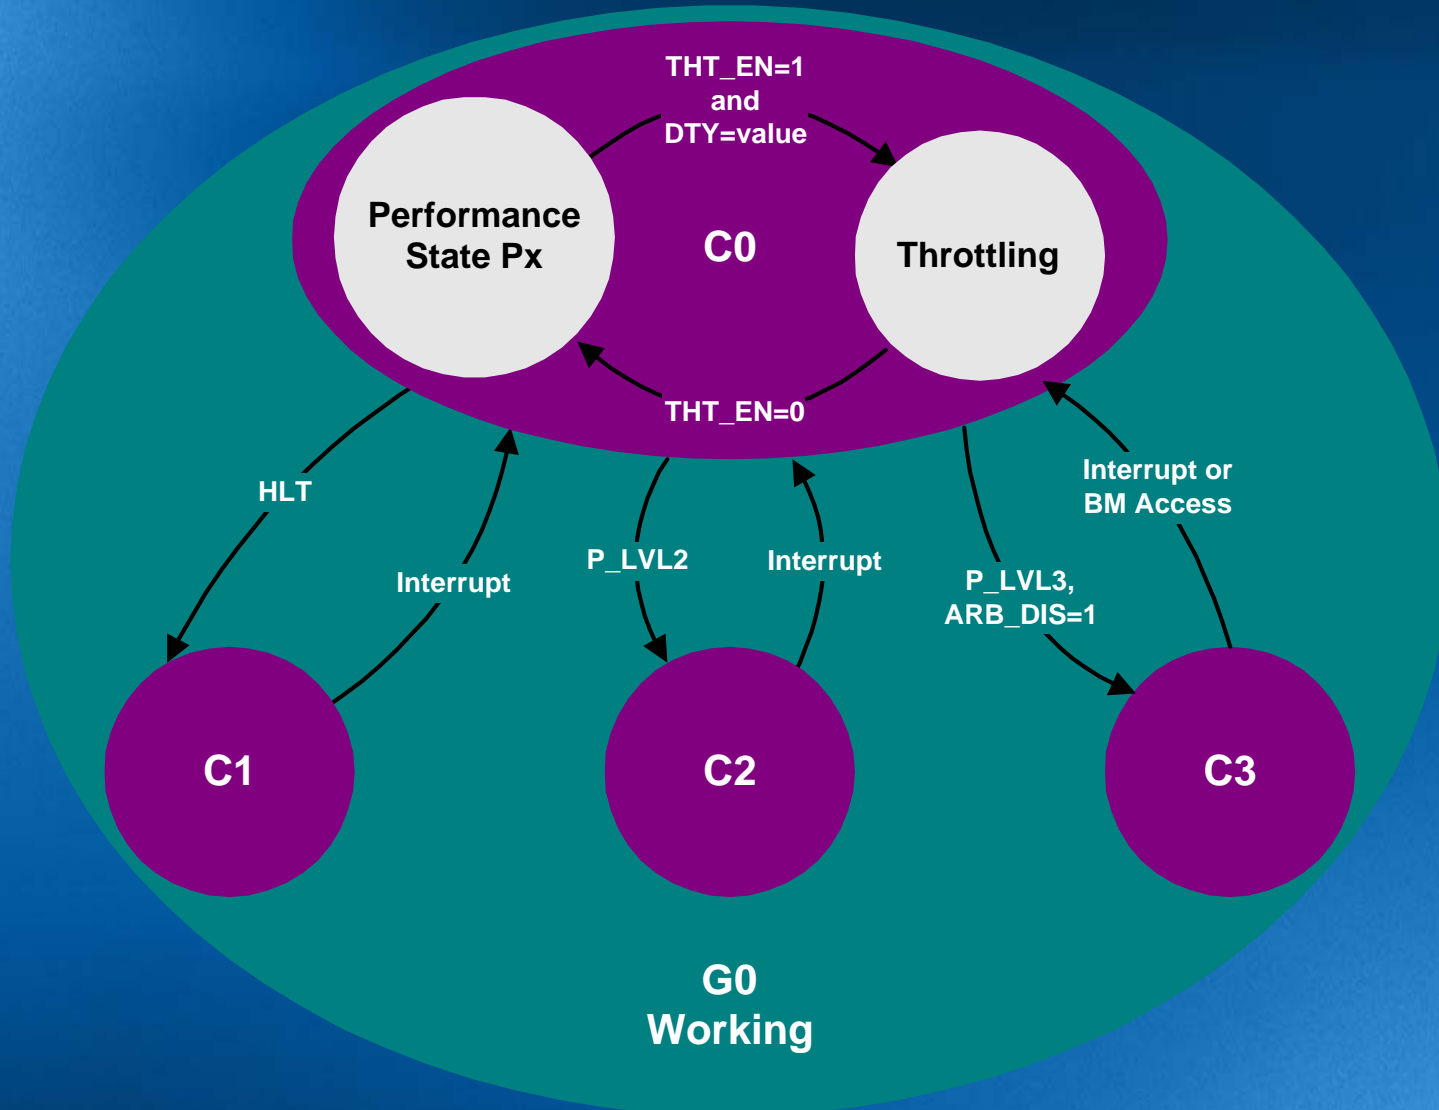 THT_EN=1
and
DTY=value
Performance
State Px
C0
Throttling
THT_EN=0
HLT
Interrupt
P_LVL2
Interrupt
P_LVL3,
ARB_DIS=1
Interrupt or
BM Access
C1
C2
C3
G0
Working